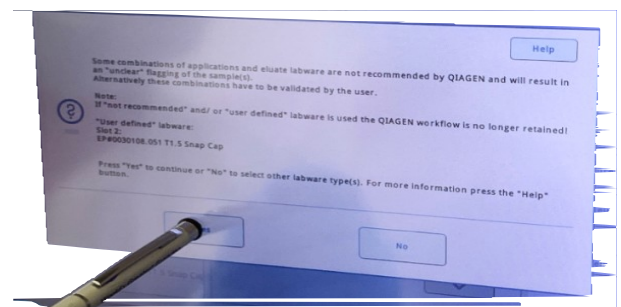 Help
Some combinations of applications and eluate labware are not recommended by QIAGEN and will result in
an "unclear" flagging of the sample(s).
Alternatively these combinations have to be validated by the user.
Note:
If "not recommended" and/ or "user defined" labware is used the QIAGEN workflow is no longer retained!
"User defined" labware:
Slot 2:
EP#0030108.051 T1.5 Snap Cap
Press "Yes" to continue or "No" to select other labware type(s). For more information press the "Help"
button.
No